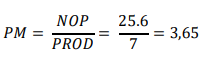 PM = NOP / PROD = 25.6 / 7 = 3,65